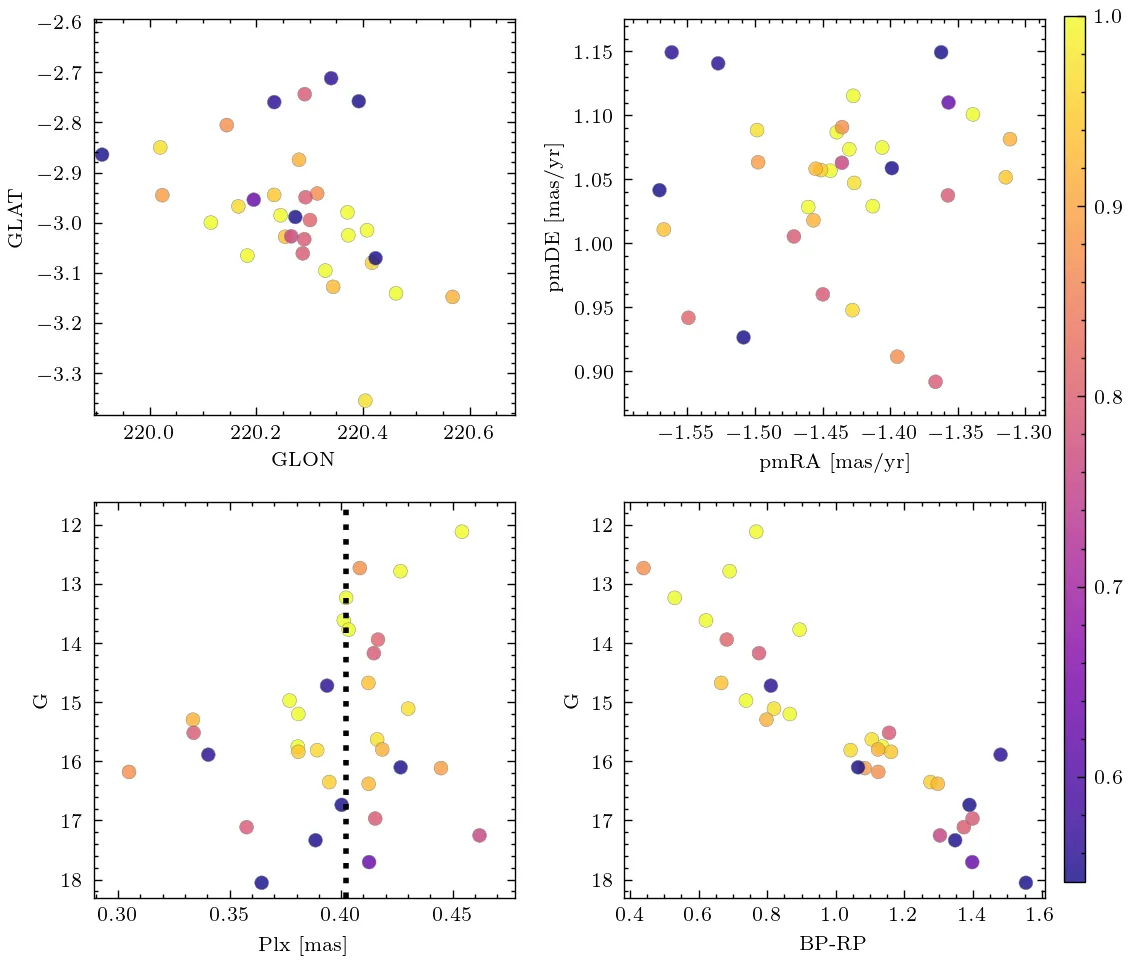 −2.6
−2.7
−2.8
−2.9
−3.0
−3.1
−3.2
−3.3
GLAT
220.0 220.2 220.4 220.6
GLON
1.15
1.10
1.05
1.00
0.95
0.90
pmDE [mas/yr]
−1.55 −1.50 −1.45 −1.40 −1.35 −1.30
pmRA [mas/yr]
12
13
14
15
16
17
18
G
0.30 0.35 0.40 0.45
Plx [mas]
12
13
14
15
16
17
18
G
0.4 0.6 0.8 1.0 1.2 1.4 1.6
BP-RP
1.0
0.9
0.8
0.7
0.6